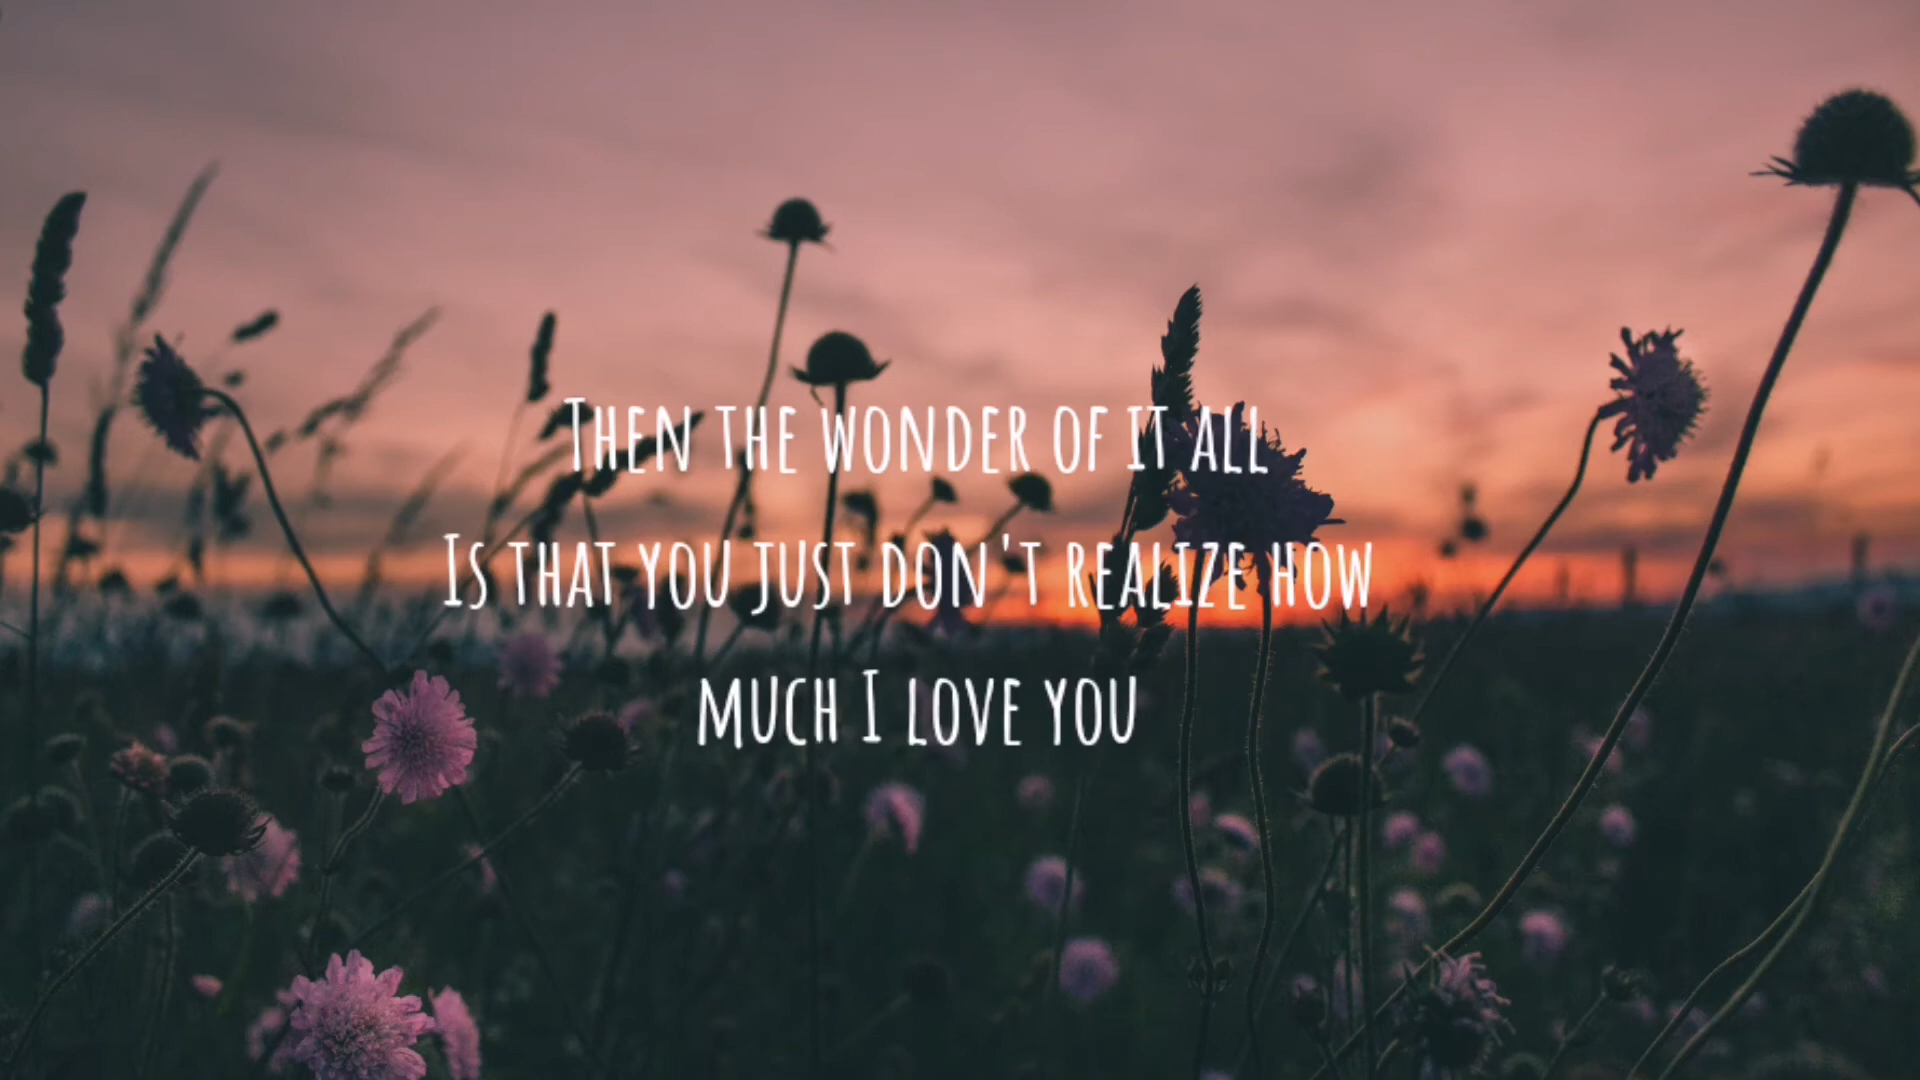 Then the wonder of it all
Is that you just don't realize how
much I love you